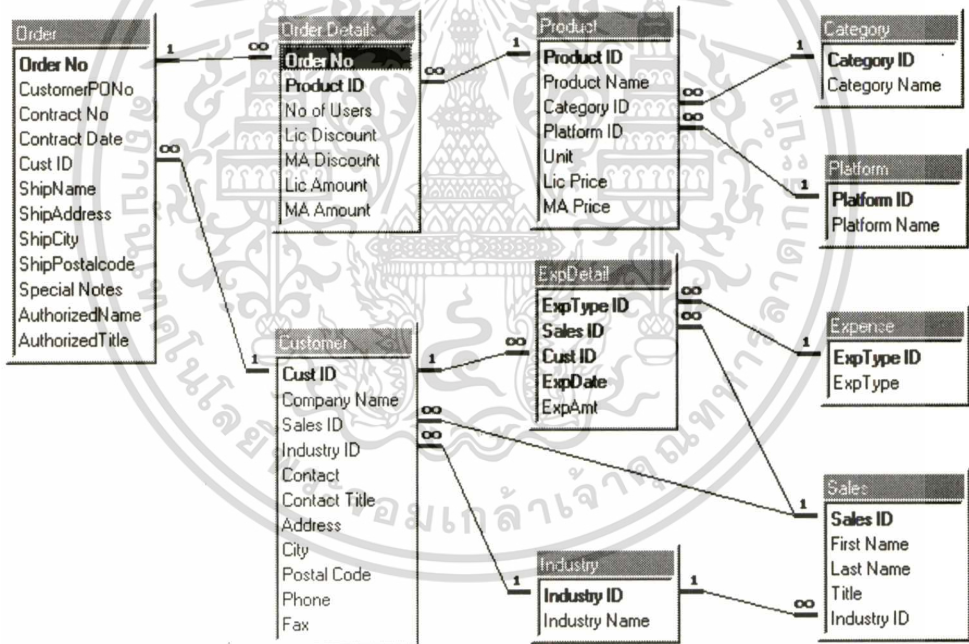 Order
Order No
CustomerPONo
Contract No
Contract Date
Cust ID
ShipName
ShipAddress
ShipCity
ShipPostalcode
Special Notes
AuthorizedName
AuthorizedTitle
1
∞
∞
1
Order Details
Order No
Product ID
No of Users
Lic Discount
MA Discount
Lic Amount
MA Amount
∞
1
Product
Product ID
Product Name
Category ID
Platform ID
Unit
Lic Price
MA Price
∞
∞
1
1
Category
Category ID
Category Name
Platform
Platform ID
Platform Name
Customer
Cust ID
Company Name
Sales ID
Industry ID
Contact
Contact Title
Address
City
Postal Code
Phone
Fax
1
∞
∞
∞
ExpDetail
ExpType ID
Sales ID
Cust ID
ExpDate
ExpAmt
∞
∞
1
1
Expence
ExpType ID
ExpType
Industry
Industry ID
Industry Name
1
1
∞
Sales
Sales ID
First Name
Last Name
Title
Industry ID